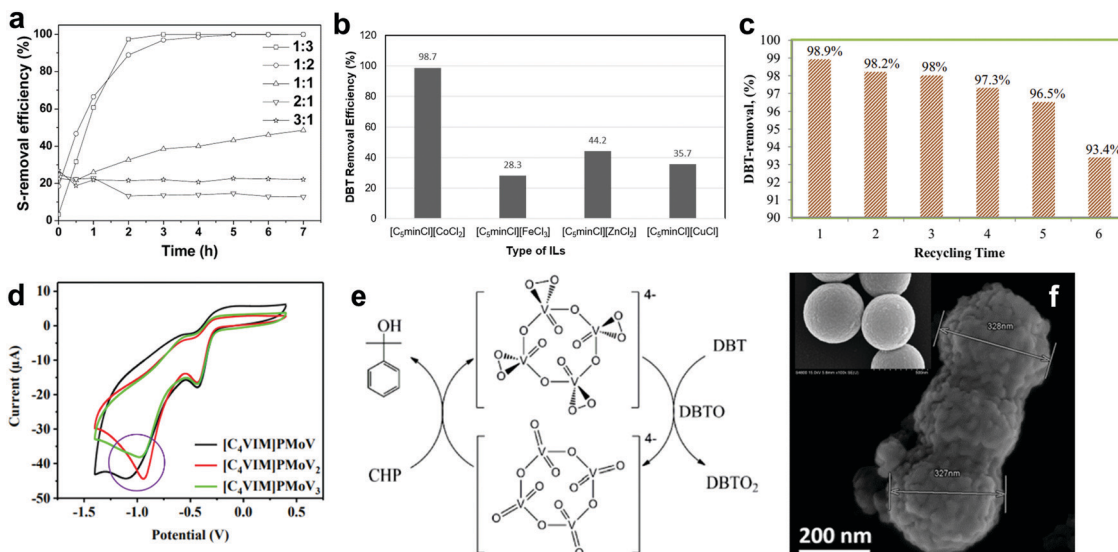 a
S-removal efficiency (%)
100
80
60
40
20
0
1:3
1:2
1:1
2:1
3:1
0 1 2 3 4 5 6 7
Time (h)
b
DBT Removal Efficiency (%)
120
100
80
60
40
20
0
98.7
28.3
44.2
35.7
[C₅minCl][CoCl₂] [C₅minCl][FeCl₃] [C₅minCl][ZnCl₂] [C₅minCl][CuCl]
Type of ILs
c
DBT-removal, (%)
100
99
98
97
96
95
94
93
92
91
90
98.9%
98.2%
98%
97.3%
96.5%
93.4%
1 2 3 4 5 6
Recycling Time
d
Current (μA)
10
0
-10
-20
-30
-40
-50
[C₄VIM]PMoV
[C₄VIM]PMoV₂
[C₄VIM]PMoV₃
-1.5 -1.0 -0.5 0.0 0.5
Potential (V)
e
OH
CHP
4-
4-
DBT
DBTO
DBTO₂
f
328nm
327nm
200 nm